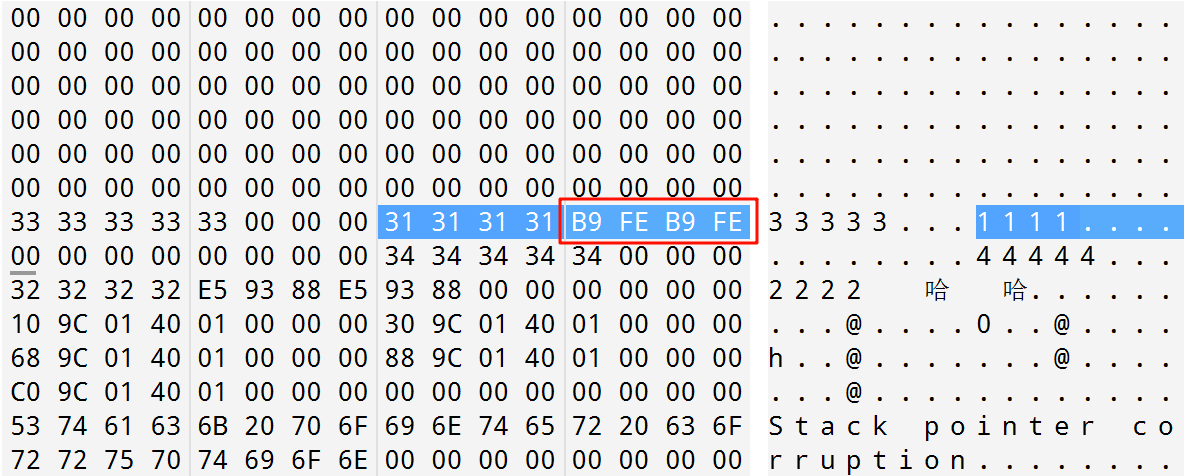 00 00 00 00 00 00 00 00 00 00 00 00 00 00 00 00 ................
00 00 00 00 00 00 00 00 00 00 00 00 00 00 00 00 ................
00 00 00 00 00 00 00 00 00 00 00 00 00 00 00 00 ................
00 00 00 00 00 00 00 00 00 00 00 00 00 00 00 00 ................
00 00 00 00 00 00 00 00 00 00 00 00 00 00 00 00 ................
00 00 00 00 00 00 00 00 00 00 00 00 00 00 00 00 ................
33 33 33 33 33 00 00 00 31 31 31 31 B9 FE B9 FE 33333...1111....
00 00 00 00 00 00 00 00 34 34 34 34 34 00 00 00 ........44444...
32 32 32 32 E5 93 88 E5 93 88 00 00 00 00 00 00 2222 哈 哈......
10 9C 01 40 01 00 00 00 30 9C 01 40 01 00 00 00 ...@....0..@....
68 9C 01 40 01 00 00 00 88 9C 01 40 01 00 00 00 h..@.......@....
C0 9C 01 40 01 00 00 00 00 00 00 00 00 00 00 00 ...@............
53 74 61 63 6B 20 70 6F 69 6E 74 65 72 20 63 6F Stack pointer co
72 72 75 70 74 69 6F 6E 00 00 00 00 00 00 00 00 rruption........